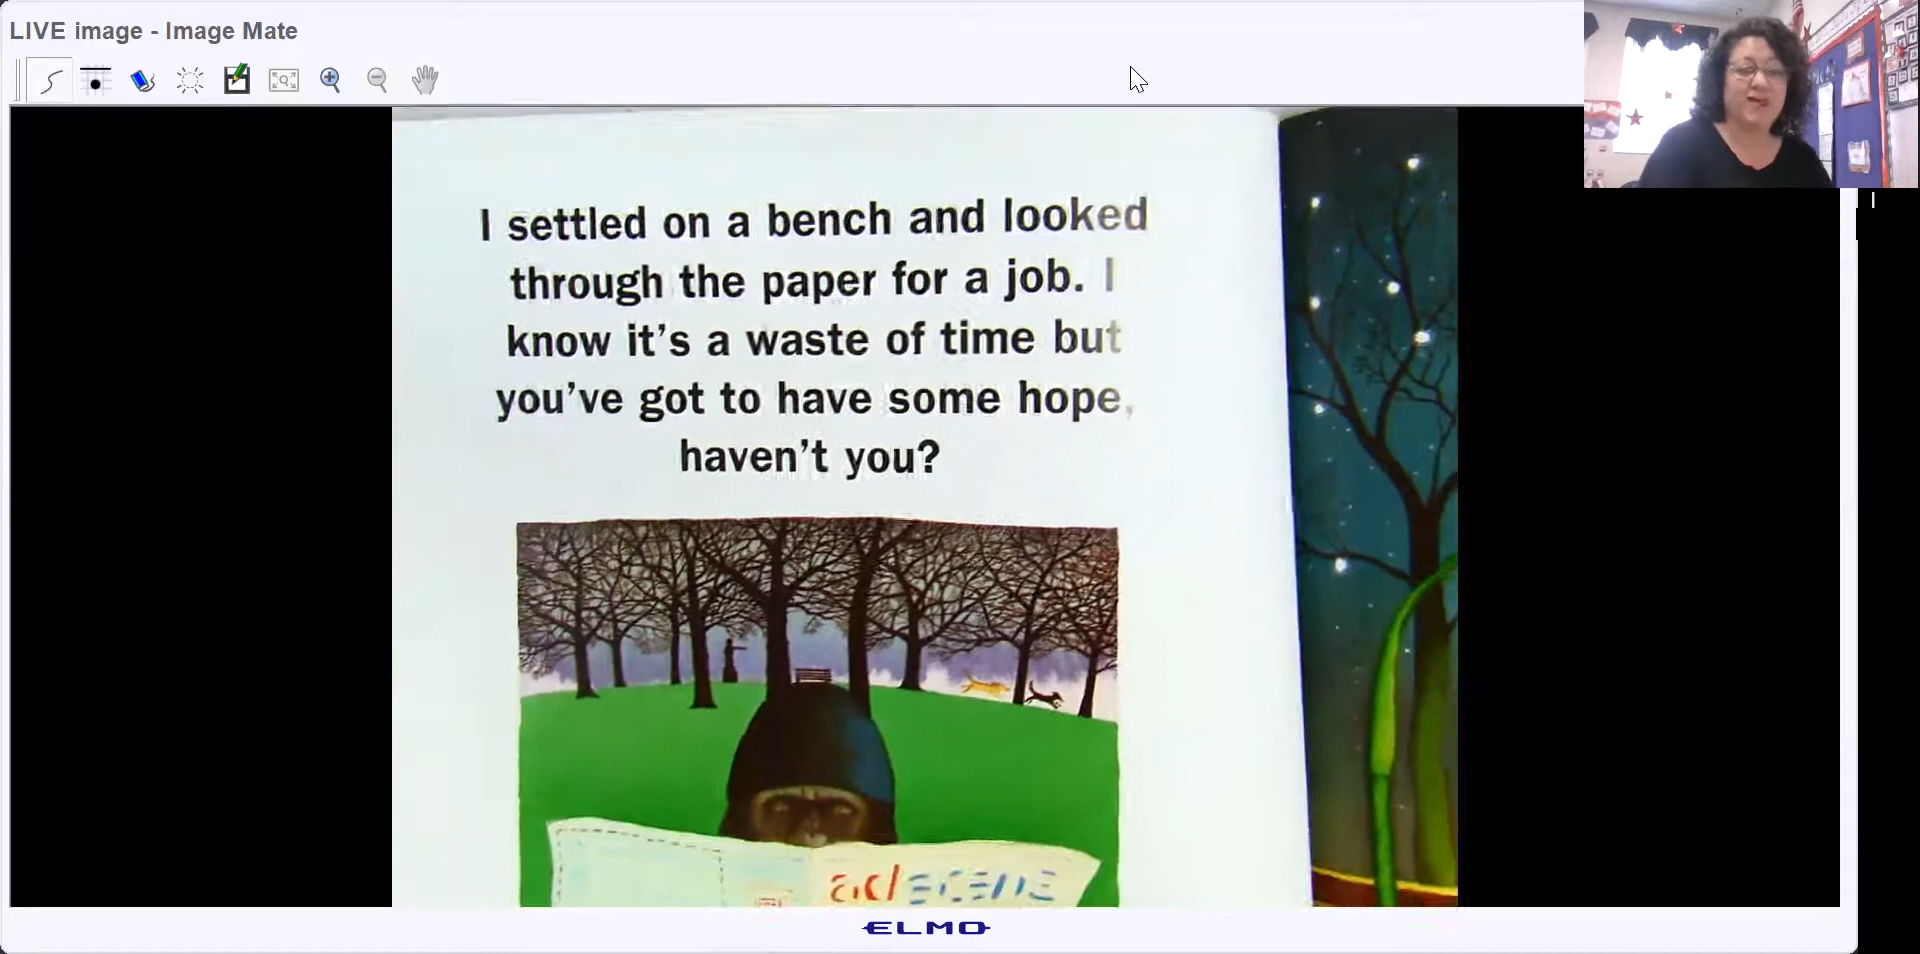 LIVE image - Image Mate
I settled on a bench and looked
through the paper for a job. I
know it's a waste of time but
you've got to have some hope,
haven't you?
ELMO